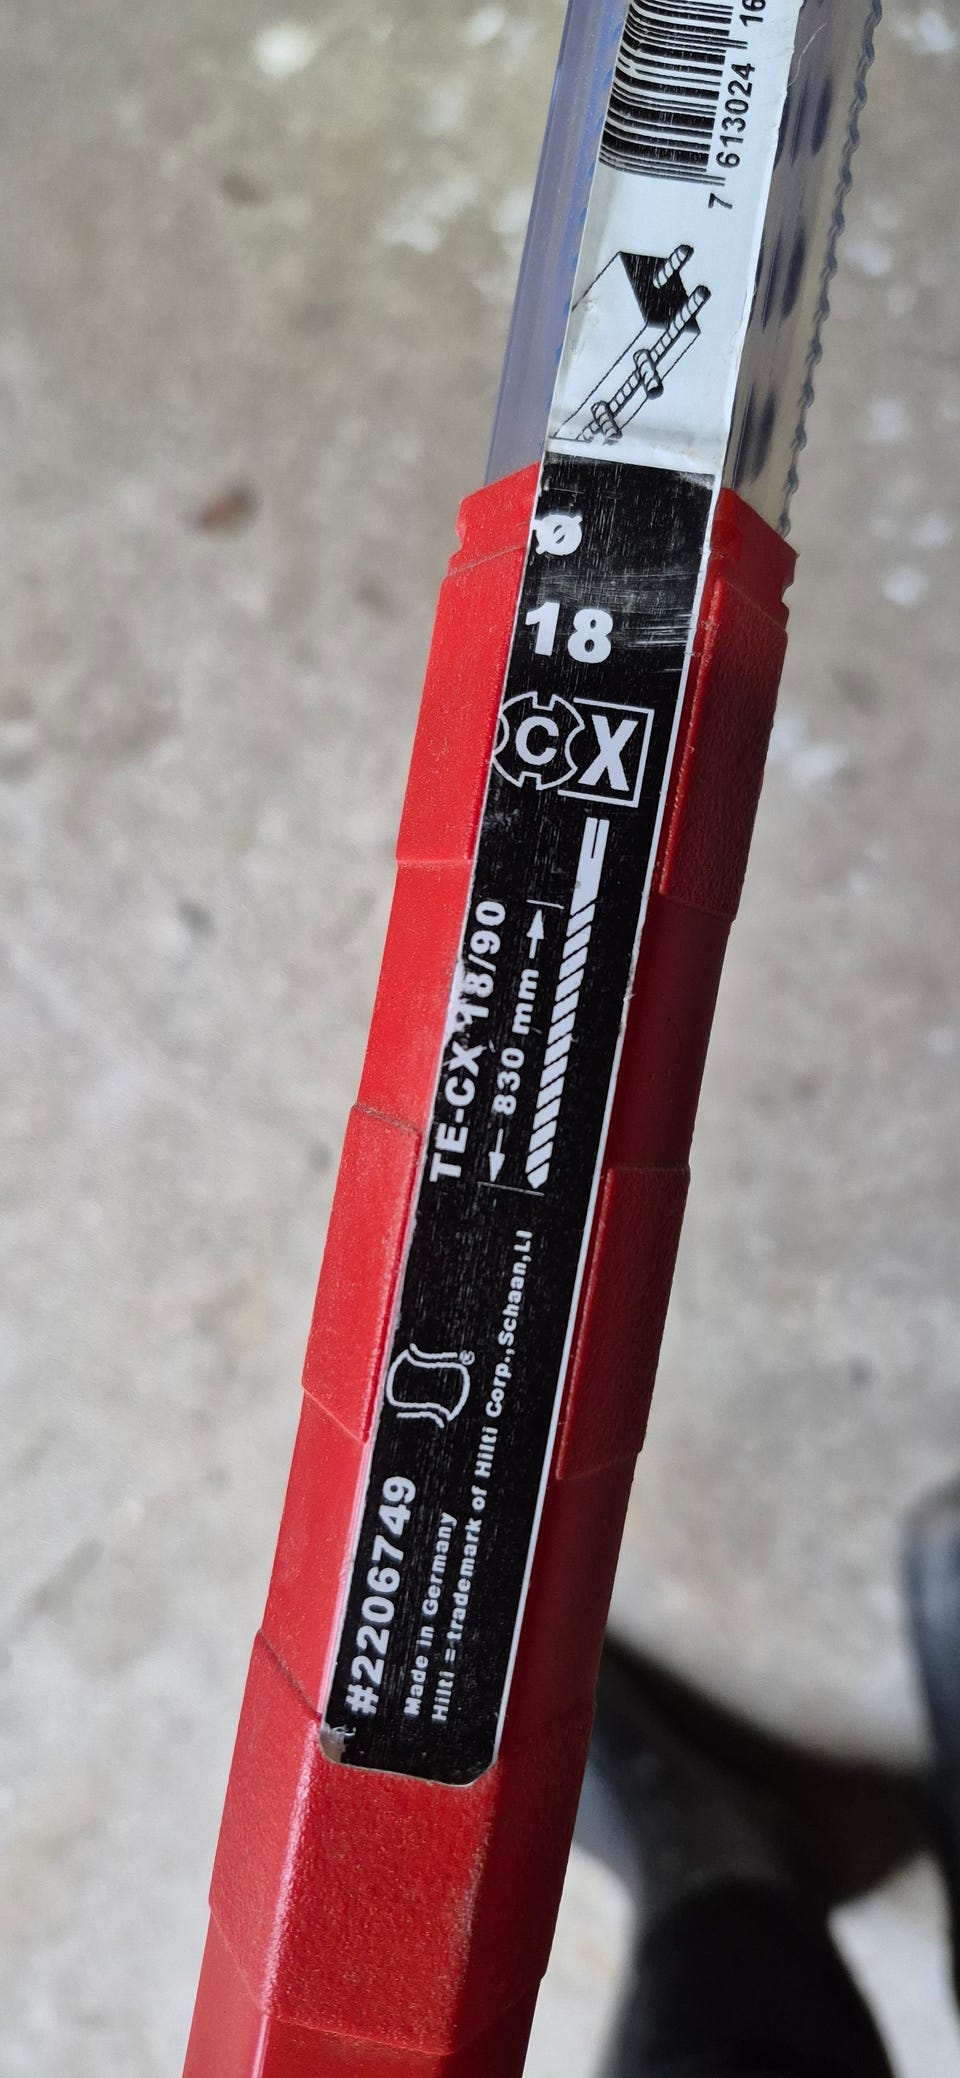 7 613024 16
Ø
18
C X
TE-CX 18/90
830 mm
S®
#2206749
Made in Germany
Hilti = trademark of Hilti Corp.,Schaan,LI